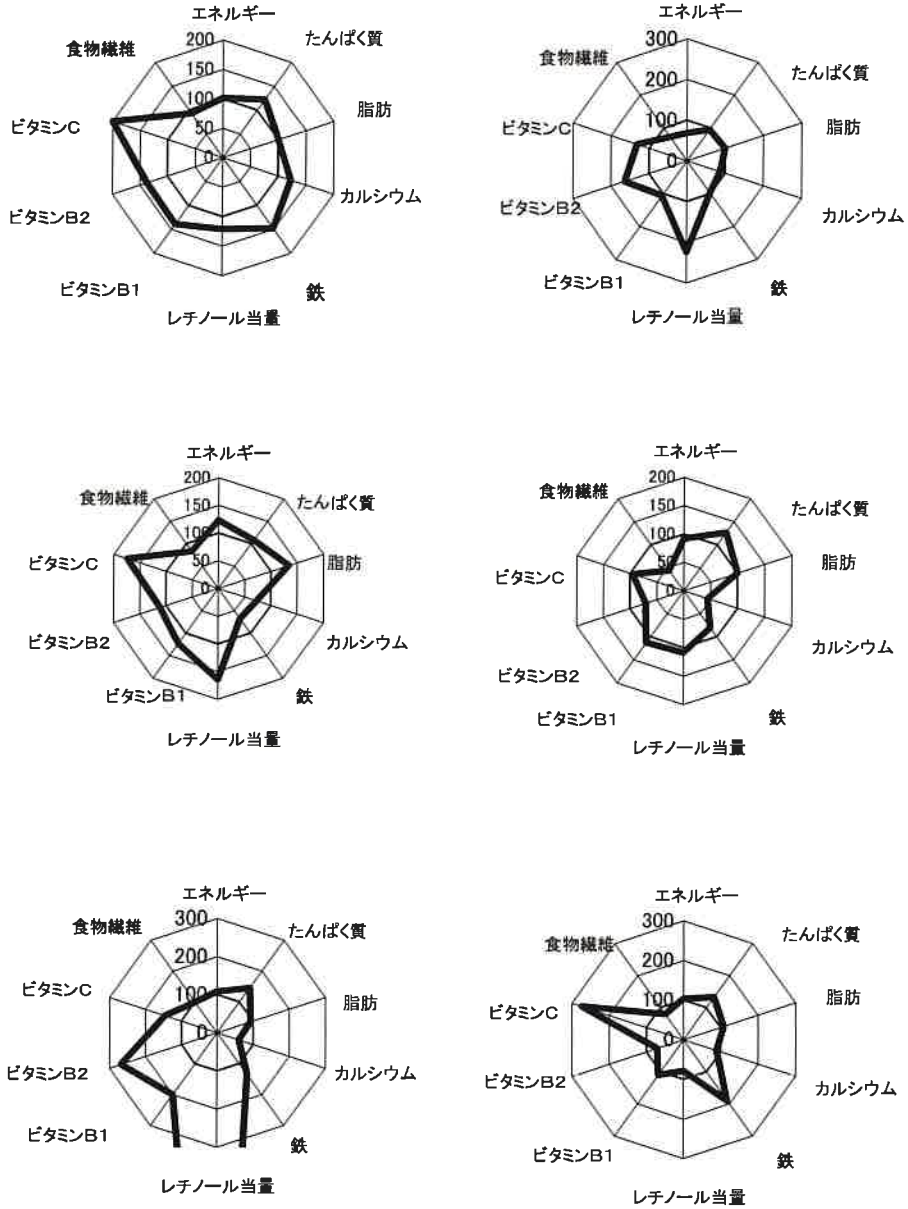 エネルギー
たんぱく質
脂肪
カルシウム
鉄
レチノール当量
ビタミンB1
ビタミンB2
ビタミンC
食物繊維
200
150
100
50
0
エネルギー
たんぱく質
脂肪
カルシウム
鉄
レチノール当量
ビタミンB1
ビタミンB2
ビタミンC
食物繊維
300
200
100
0
エネルギー
たんぱく質
脂肪
カルシウム
鉄
レチノール当量
ビタミンB1
ビタミンB2
ビタミンC
食物繊維
200
150
100
50
0
エネルギー
たんぱく質
脂肪
カルシウム
鉄
レチノール当量
ビタミンB1
ビタミンB2
ビタミンC
食物繊維
200
150
100
50
0
エネルギー
たんぱく質
脂肪
カルシウム
鉄
レチノール当量
ビタミンB1
ビタミンB2
ビタミンC
食物繊維
300
200
100
0
エネルギー
たんぱく質
脂肪
カルシウム
鉄
レチノール当量
ビタミンB1
ビタミンB2
ビタミンC
食物繊維
300
200
100
0